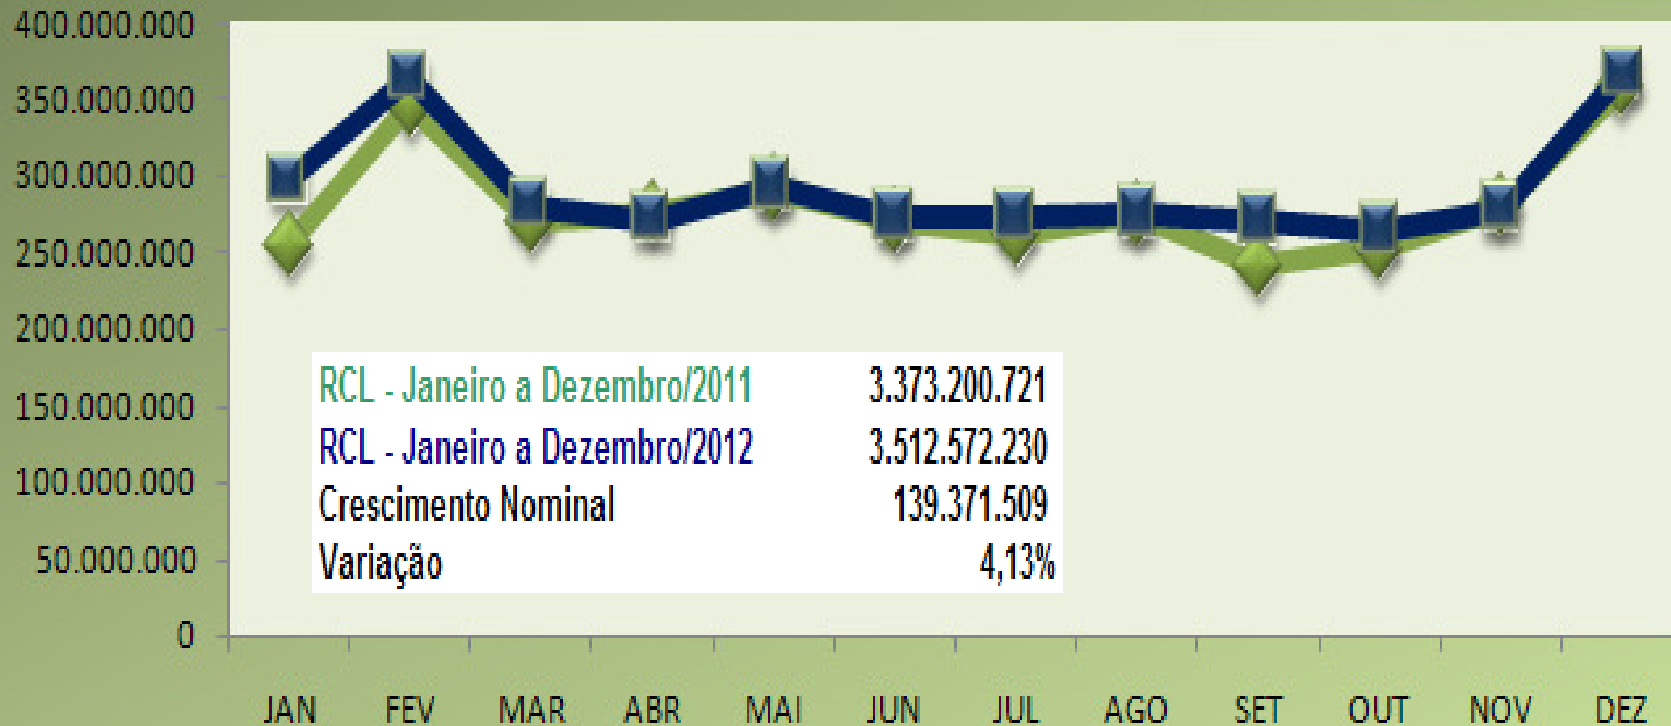 400.000.000
350.000.000
300.000.000
250.000.000
200.000.000
150.000.000
100.000.000
50.000.000
0
RCL - Janeiro a Dezembro/2011 3.373.200.721
RCL - Janeiro a Dezembro/2012 3.512.572.230
Crescimento Nominal 139.371.509
Variação 4,13%
JAN FEV MAR ABR MAI JUN JUL AGO SET OUT NOV DEZ